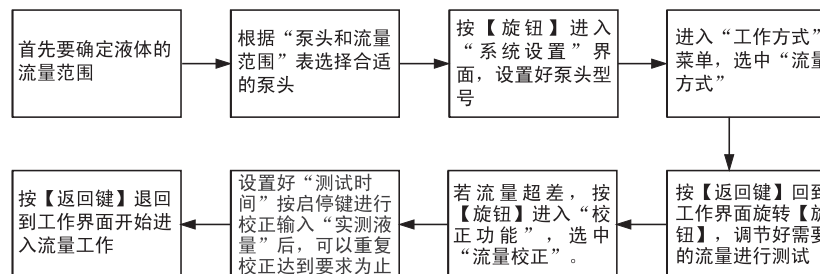 首先要确定液体的
流量范围
根据“泵头和流量
范围”表选择合适
的泵头
按【旋钮】进入
“系统设置”界
面，设置好泵头型
号
进入“工作方式”
菜单，选中“流量
方式”
按【返回键】回到
工作界面旋转【旋
钮】，调节好需要
的流量进行测试
若流量超差，按
【旋钮】进入“校
正功能”，选中
“流量校正”。
设置好“测试时
间”按启停键进行
校正输入“实测液
量”后，可以重复
校正达到要求为止
按【返回键】退回
到工作界面开始进
入流量工作